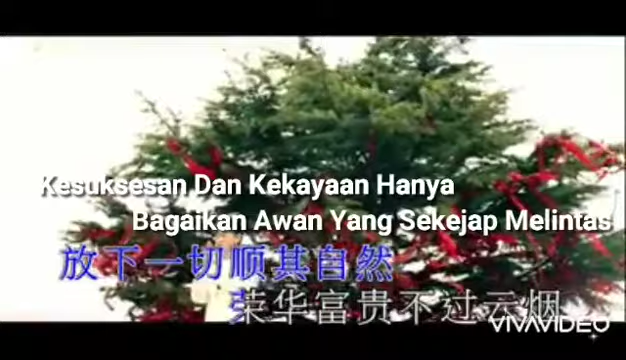 Kesuksesan Dan Kekayaan Hanya
Bagaikan Awan Yang Sekejap Melintas
放下一切顺其自然
荣华富贵不过云烟
VIVAVIDEO